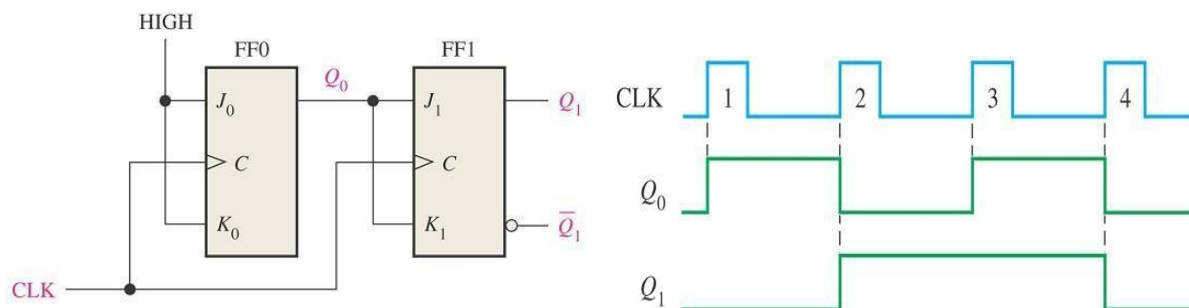 HIGH
FF0
FF1
Q₀
J₀
J₁
Q₁
C
C
K₀
K₁
Q̅₁
CLK
CLK
1
2
3
4
Q₀
Q₁